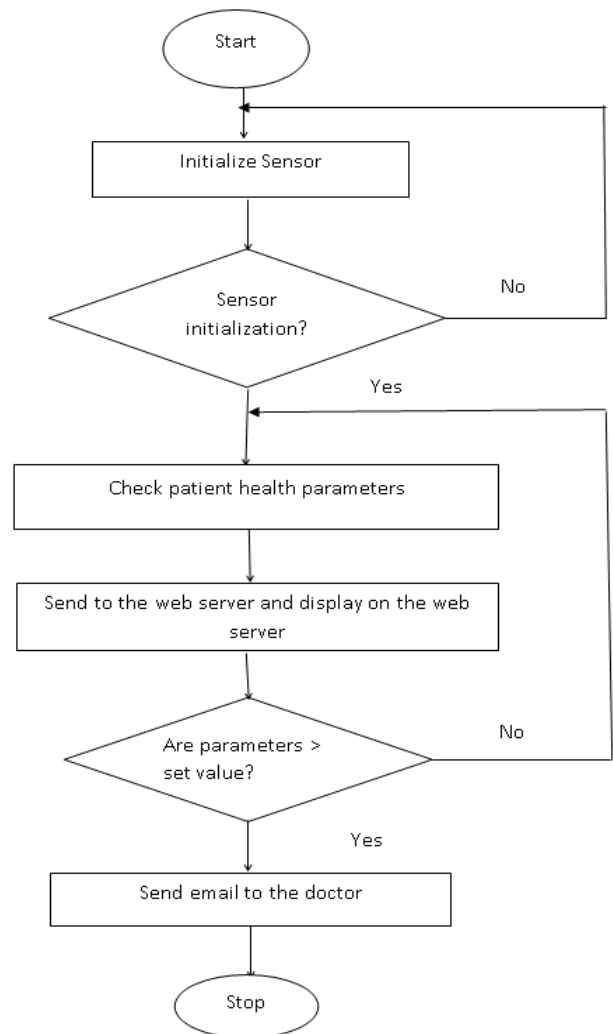 Start
Initialize Sensor
Sensor
initialization?
No
Yes
Check patient health parameters
Send to the web server and display on the web
server
Are parameters >
set value?
No
Yes
Send email to the doctor
Stop